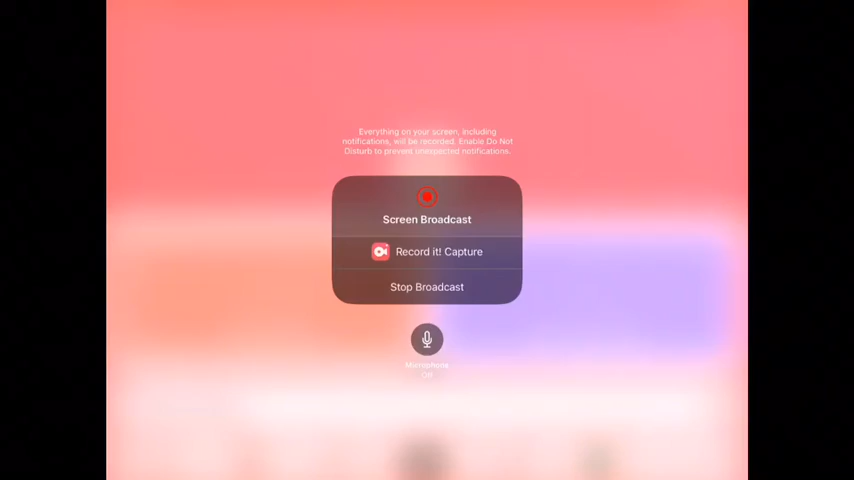 Everything on your screen, including
notifications, will be recorded. Enable Do Not
Disturb to prevent unexpected notifications.
Screen Broadcast
Record it! Capture
Stop Broadcast
Microphone
Off